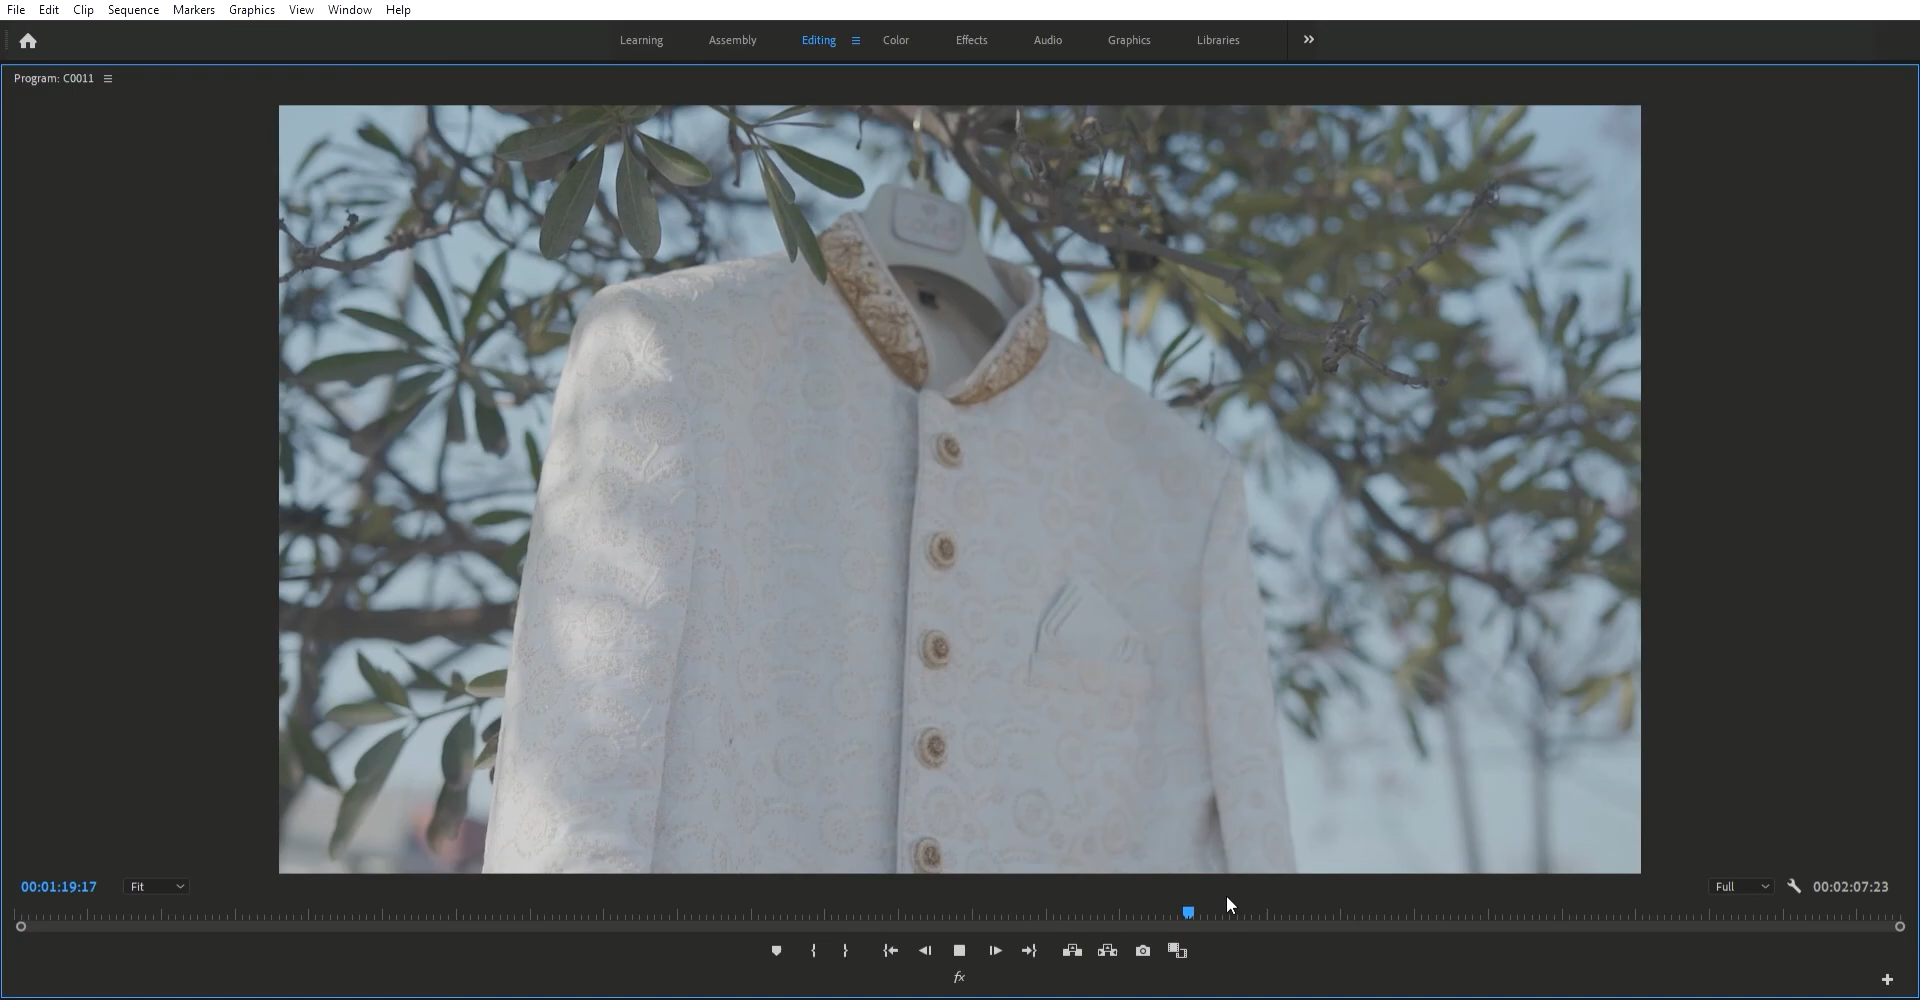 File Edit Clip Sequence Markers Graphics View Window Help
Learning Assembly Editing Color Effects Audio Graphics Libraries
Program: C0011
00:01:19:17 Fit Full 00:02:07:23
fx